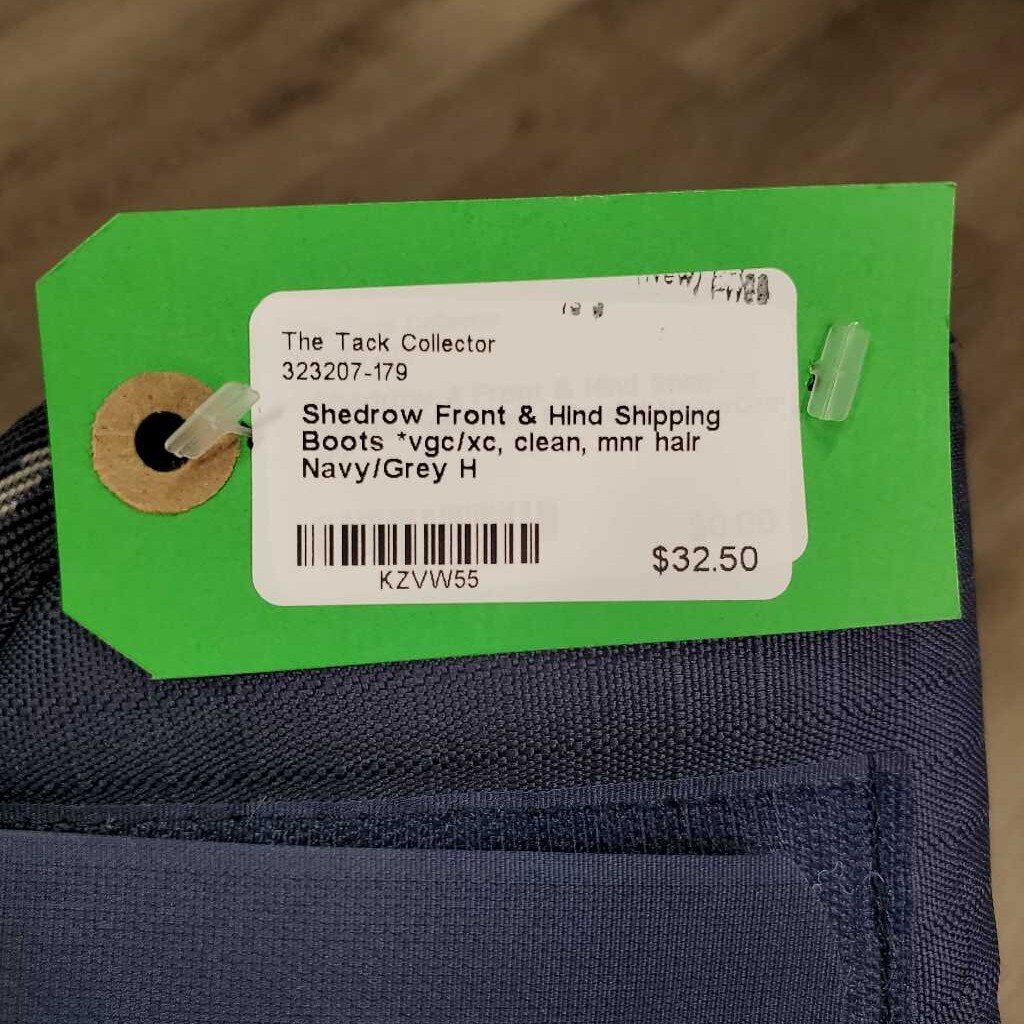 The Tack Collector
323207-179
Shedrow Front & Hind Shipping
Boots *vgc/xc, clean, mnr hair
Navy/Grey H
KZVW55
$32.50